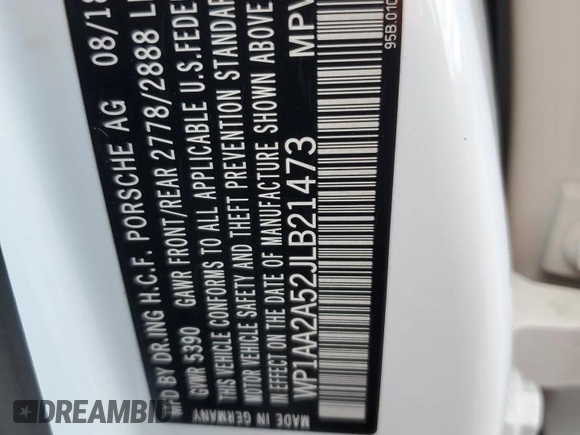 MFD BY DR.ING H.C.F. PORSCHE AG 08/18
GVWR 5390 GAWR FRONT/REAR 2778/2888
THIS VEHICLE CONFORMS TO ALL APPLICABLE U.S.FEDE
MOTOR VEHICLE SAFETY AND THEFT PREVENTION STANDAR
IN EFFECT ON THE DATE OF MANUFACTURE SHOWN ABOVE
WP1AA2A52JLB21473 MPV
MADE IN GERMANY
95B.010
DREAMBID